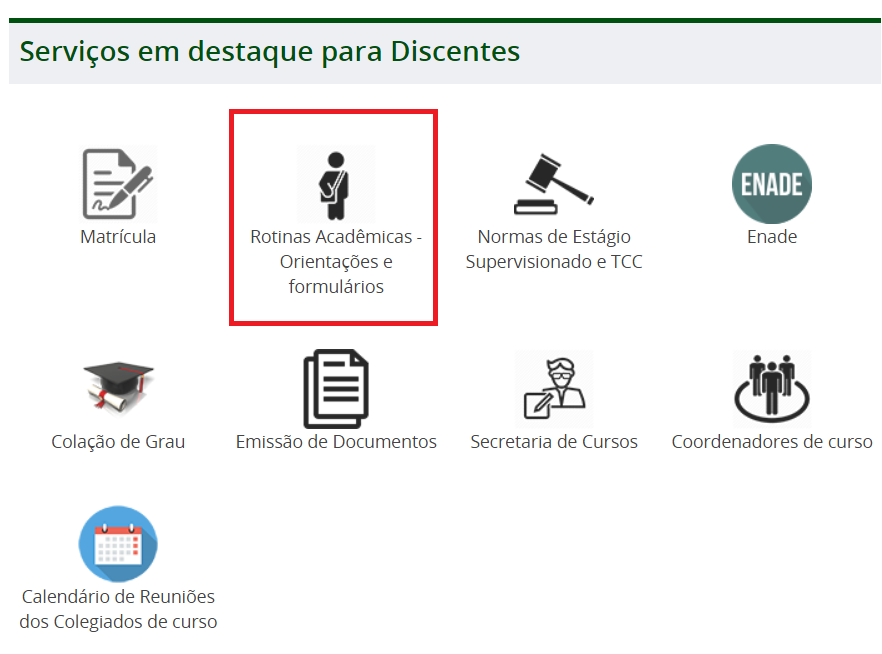 Serviços em destaque para Discentes
Matrícula
Rotinas Acadêmicas -
Orientações e
formulários
Normas de Estágio
Supervisionado e TCC
ENADE
Enade
Colação de Grau
Emissão de Documentos
Secretaria de Cursos
Coordenadores de curso
Calendário de Reuniões
dos Colegiados de curso